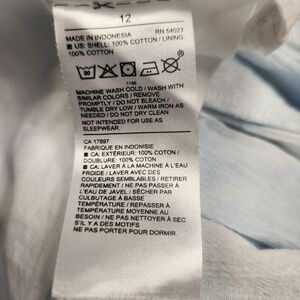 12
MADE IN INDONESIA RN 54023
US: SHELL: 100% COTTON / LINING:
100% COTTON
1166
MACHINE WASH COLD / WASH WITH
SIMILAR COLORS / REMOVE
PROMPTLY / DO NOT BLEACH /
TUMBLE DRY LOW / WARM IRON AS
NEEDED / DO NOT DRY CLEAN
NOT INTENDED FOR USE AS
SLEEPWEAR
CA 17897
FABRIQUÉ EN INDONÉSIE
CA: EXTÉRIEUR: 100% COTON /
DOUBLURE: 100% COTON
CA: LAVER À LA MACHINE À L'EAU
FROIDE / LAVER AVEC DES
COULEURS SEMBLABLES / RETIRER
RAPIDEMENT / NE PAS PASSER À
L'EAU DE JAVEL / SÉCHER PAR
CULBUTAGE À BASSE
TEMPÉRATURE / REPASSER À
TEMPÉRATURE MOYENNE AU
BESOIN / NE PAS NETTOYER À SEC
S'IL Y A DES MOTIFS
NE PAS PORTER POUR DORMIR.